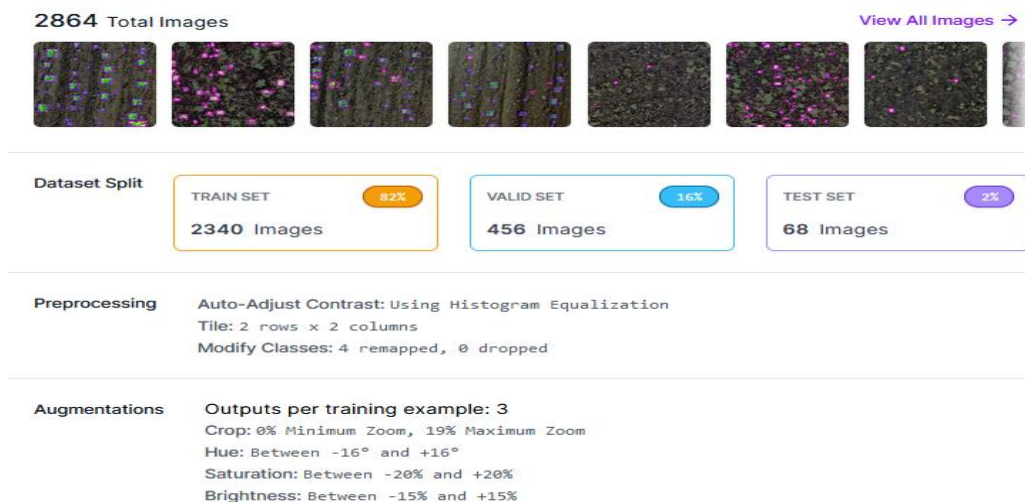 2864 Total Images
View All Images →
Dataset Split
TRAIN SET 82%
2340 Images
VALID SET 16%
456 Images
TEST SET 2%
68 Images
Preprocessing
Auto-Adjust Contrast: Using Histogram Equalization
Tile: 2 rows x 2 columns
Modify Classes: 4 remapped, 0 dropped
Augmentations
Outputs per training example: 3
Crop: 0% Minimum Zoom, 19% Maximum Zoom
Hue: Between -16° and +16°
Saturation: Between -20% and +20%
Brightness: Between -15% and +15%